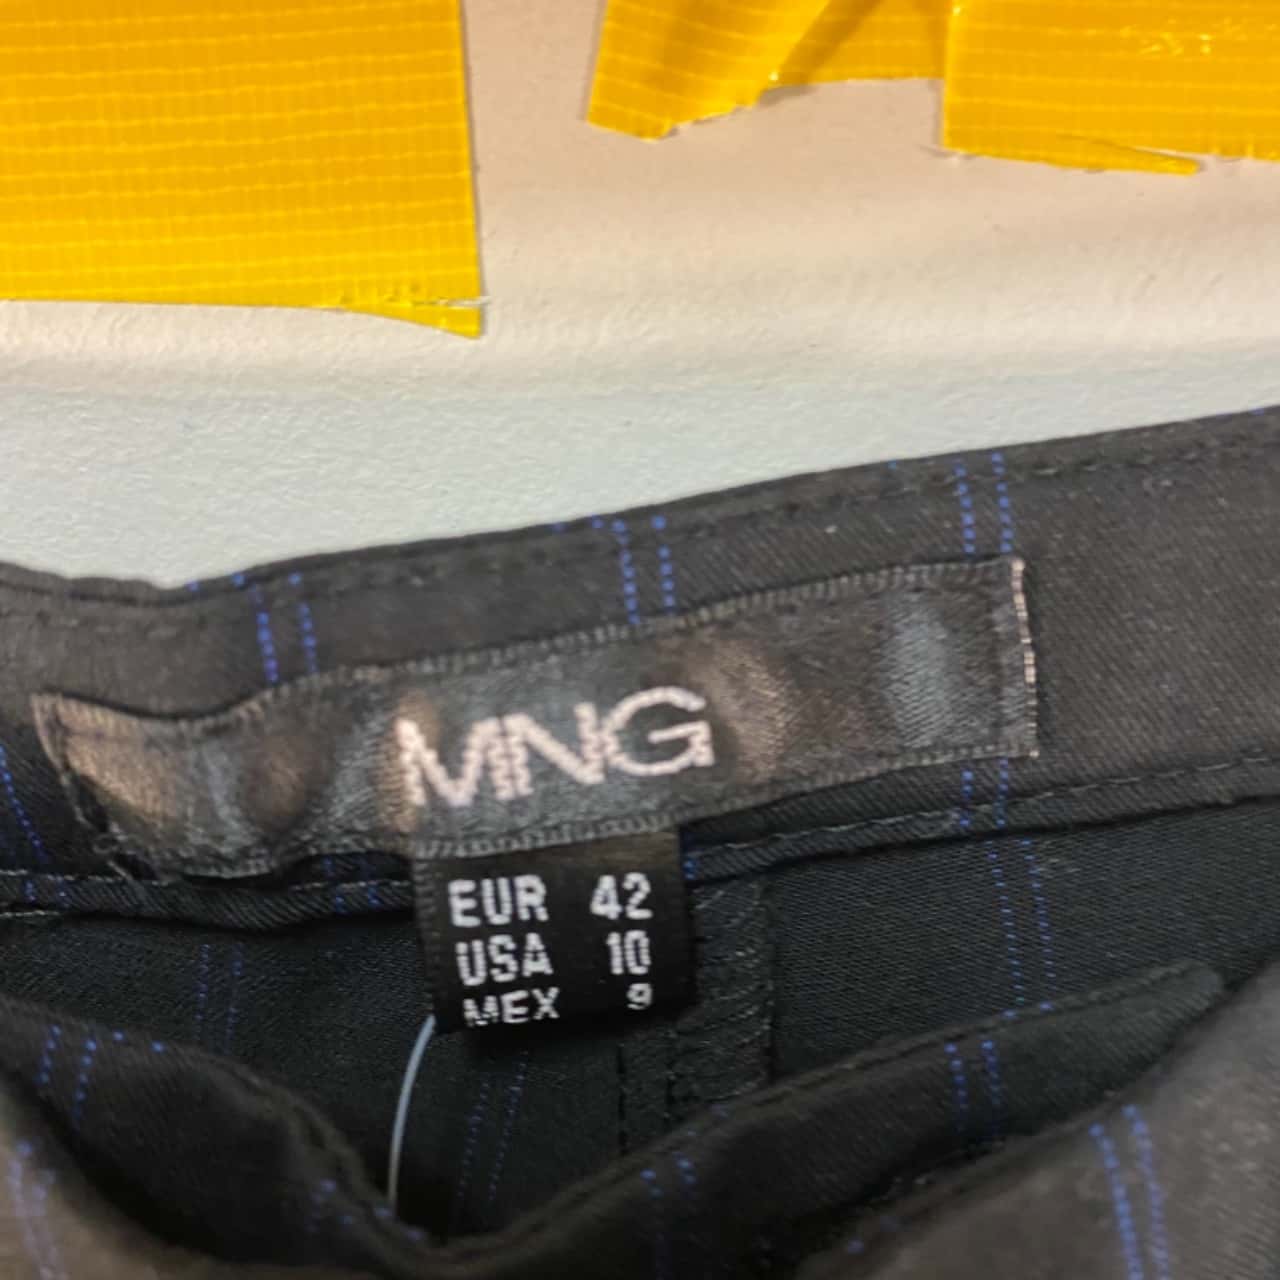 MNG
EUR 42
USA 10
MEX 9